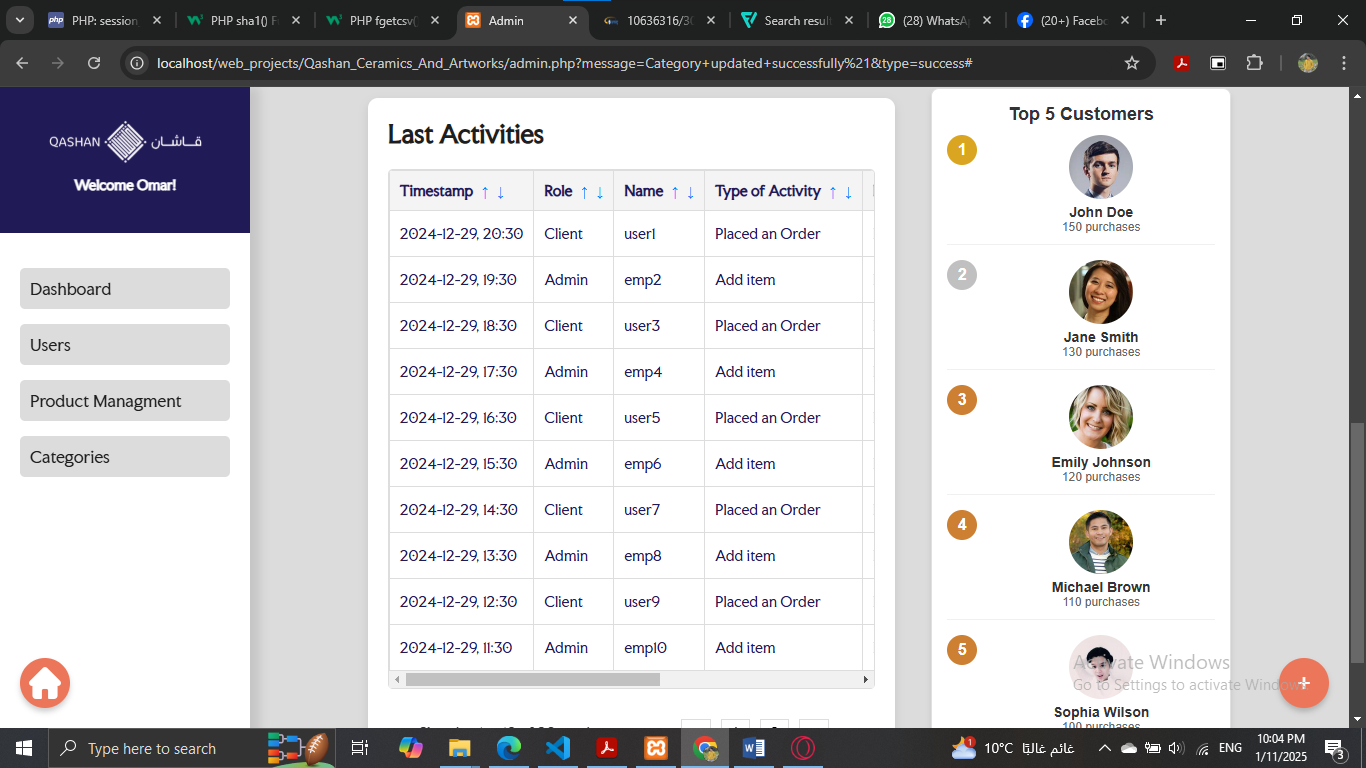 PHP: session
PHP sha1() F
PHP fgetcsv(
Admin
10636316/30
Search result
(28) WhatsAp
(20+) Facebo
localhost/web_projects/Qashan_Ceramics_And_Artworks/admin.php?message=Category+updated+successfully%21&type=success#
QASHAN قـاشـان
Welcome Omar!
Dashboard
Users
Product Managment
Categories
Last Activities
Timestamp ↑ ↓ Role ↑ ↓ Name ↑ ↓ Type of Activity ↑ ↓
2024-12-29, 20:30 Client user1 Placed an Order
2024-12-29, 19:30 Admin emp2 Add item
2024-12-29, 18:30 Client user3 Placed an Order
2024-12-29, 17:30 Admin emp4 Add item
2024-12-29, 16:30 Client user5 Placed an Order
2024-12-29, 15:30 Admin emp6 Add item
2024-12-29, 14:30 Client user7 Placed an Order
2024-12-29, 13:30 Admin emp8 Add item
2024-12-29, 12:30 Client user9 Placed an Order
2024-12-29, 11:30 Admin emp10 Add item
Top 5 Customers
1
John Doe
150 purchases
2
Jane Smith
130 purchases
3
Emily Johnson
120 purchases
4
Michael Brown
110 purchases
5
Sophia Wilson
100 purchases
+
Activate Windows
Go to Settings to activate Windows.
Type here to search
10°C غائم غالبًا
ENG
10:04 PM
1/11/2025
3